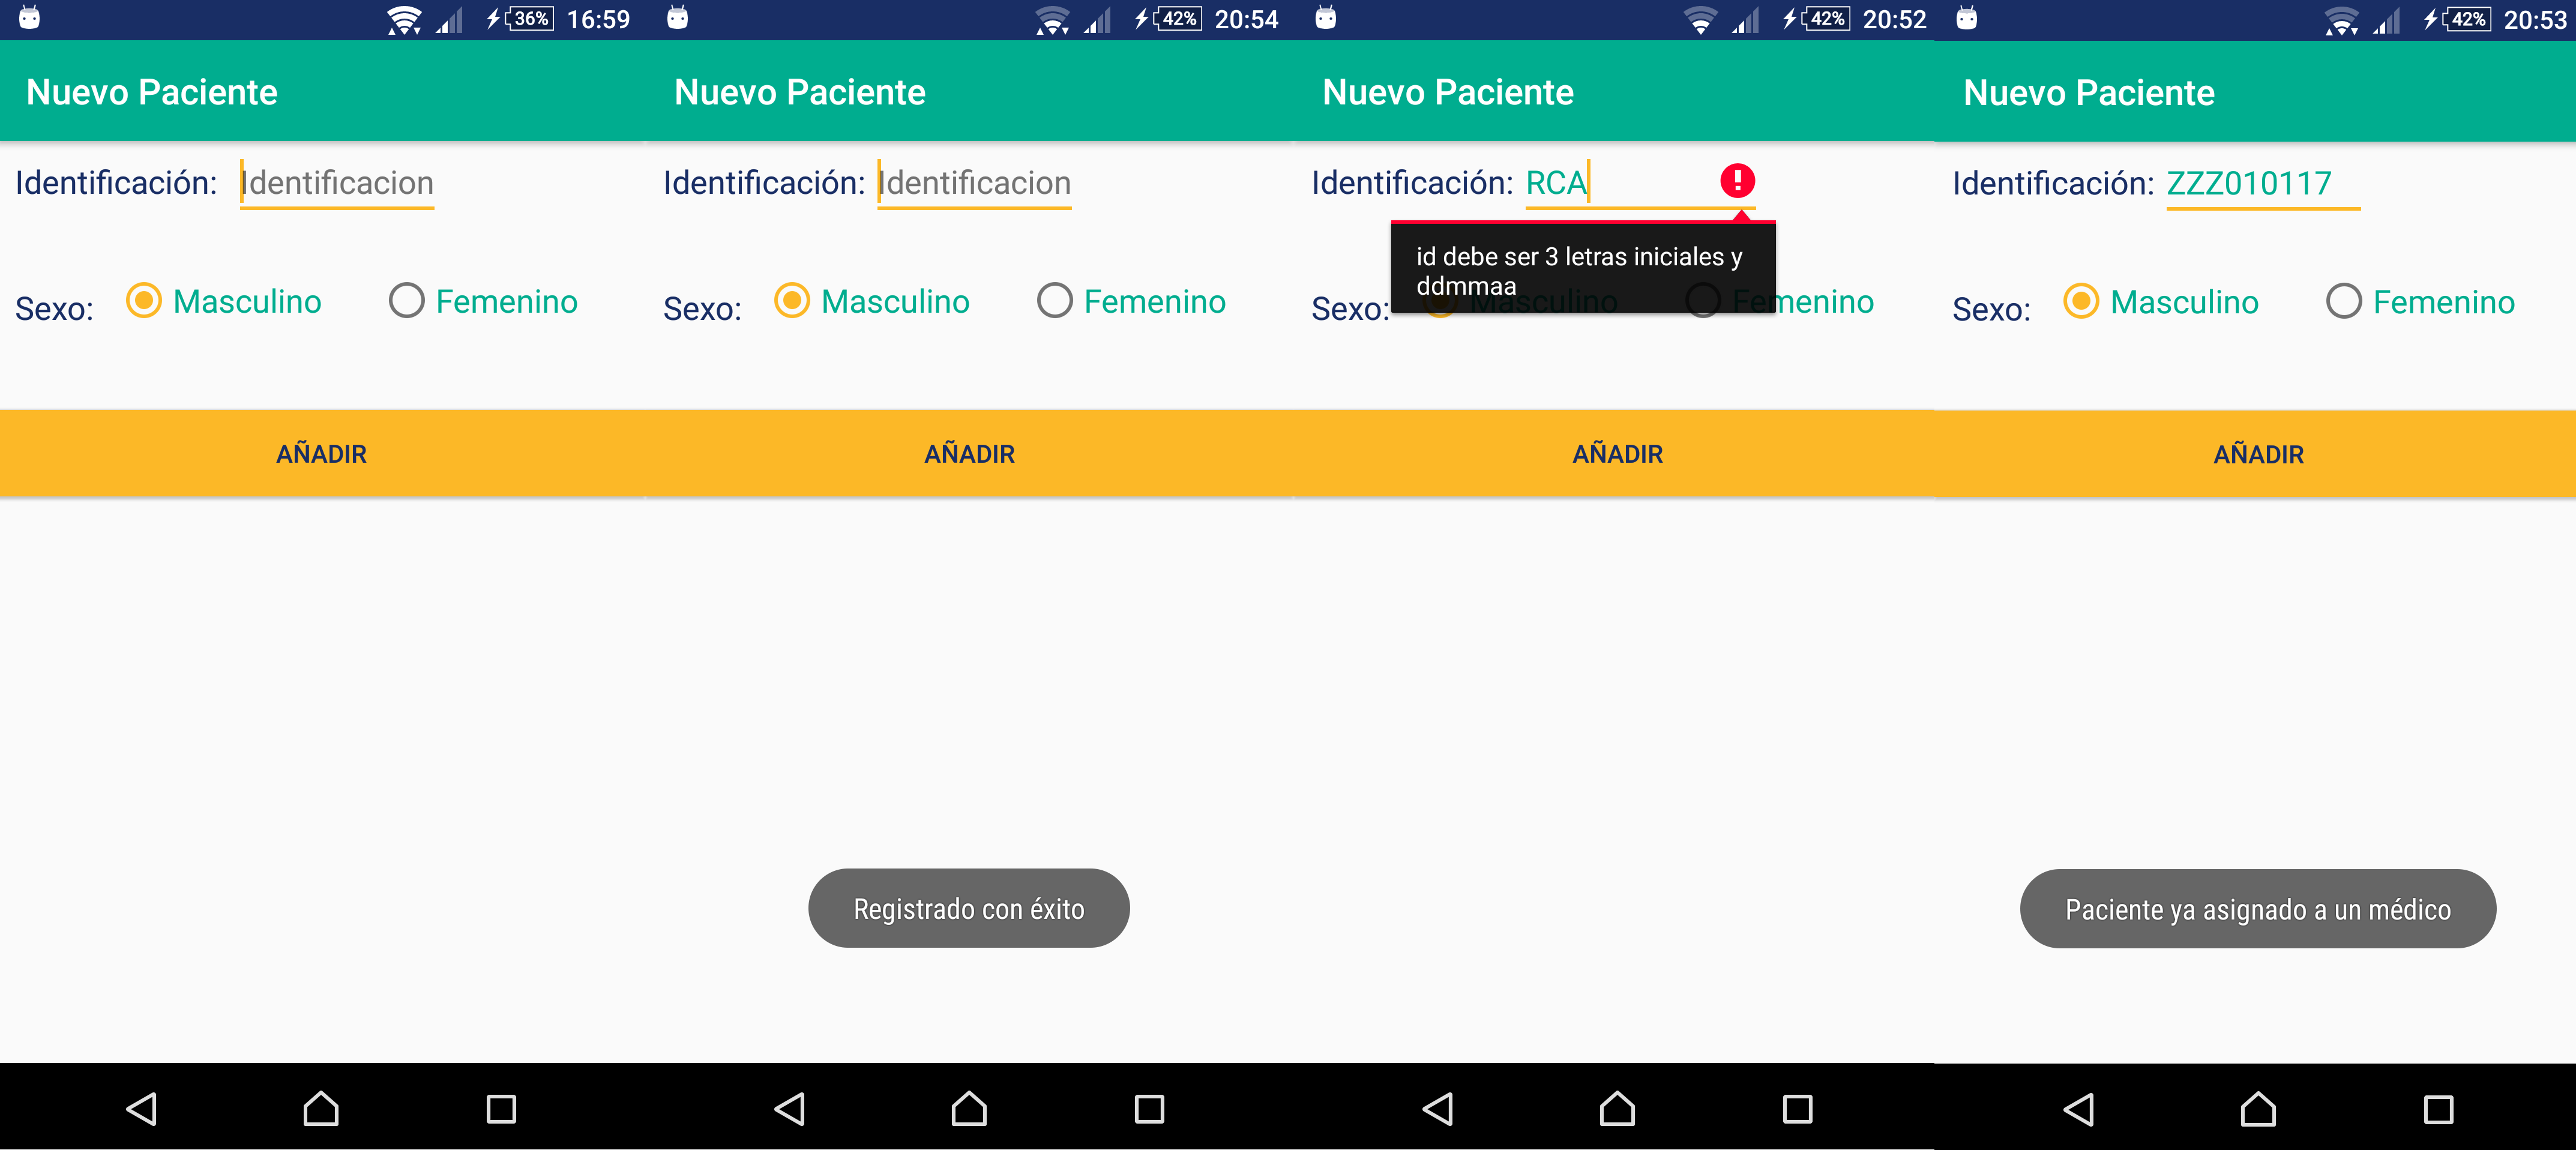 36% 16:59
Nuevo Paciente
Identificación: Identificacion
Sexo: Masculino Femenino
AÑADIR
42% 20:54
Nuevo Paciente
Identificación: Identificacion
Sexo: Masculino Femenino
AÑADIR
Registrado con éxito
42% 20:52
Nuevo Paciente
Identificación: RCA
id debe ser 3 letras iniciales y
ddmmaa
Sexo: Masculino Femenino
AÑADIR
42% 20:53
Nuevo Paciente
Identificación: ZZZ010117
Sexo: Masculino Femenino
AÑADIR
Paciente ya asignado a un médico